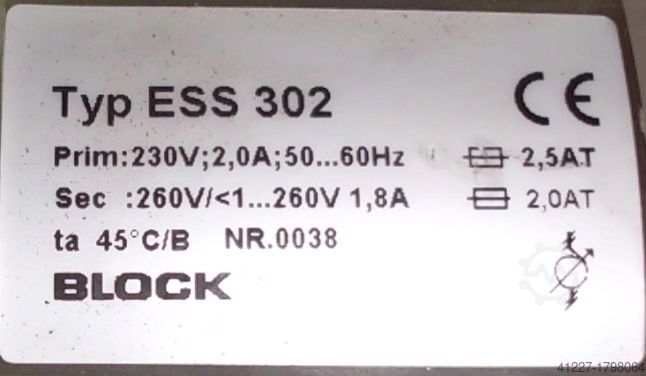 Typ ESS 302 CE
Prim:230V;2,0A;50...60Hz 2,5AT
Sec :260V/<1...260V 1,8A 2,0AT
ta 45°C/B NR.0038
BLOCK
41227-1798064